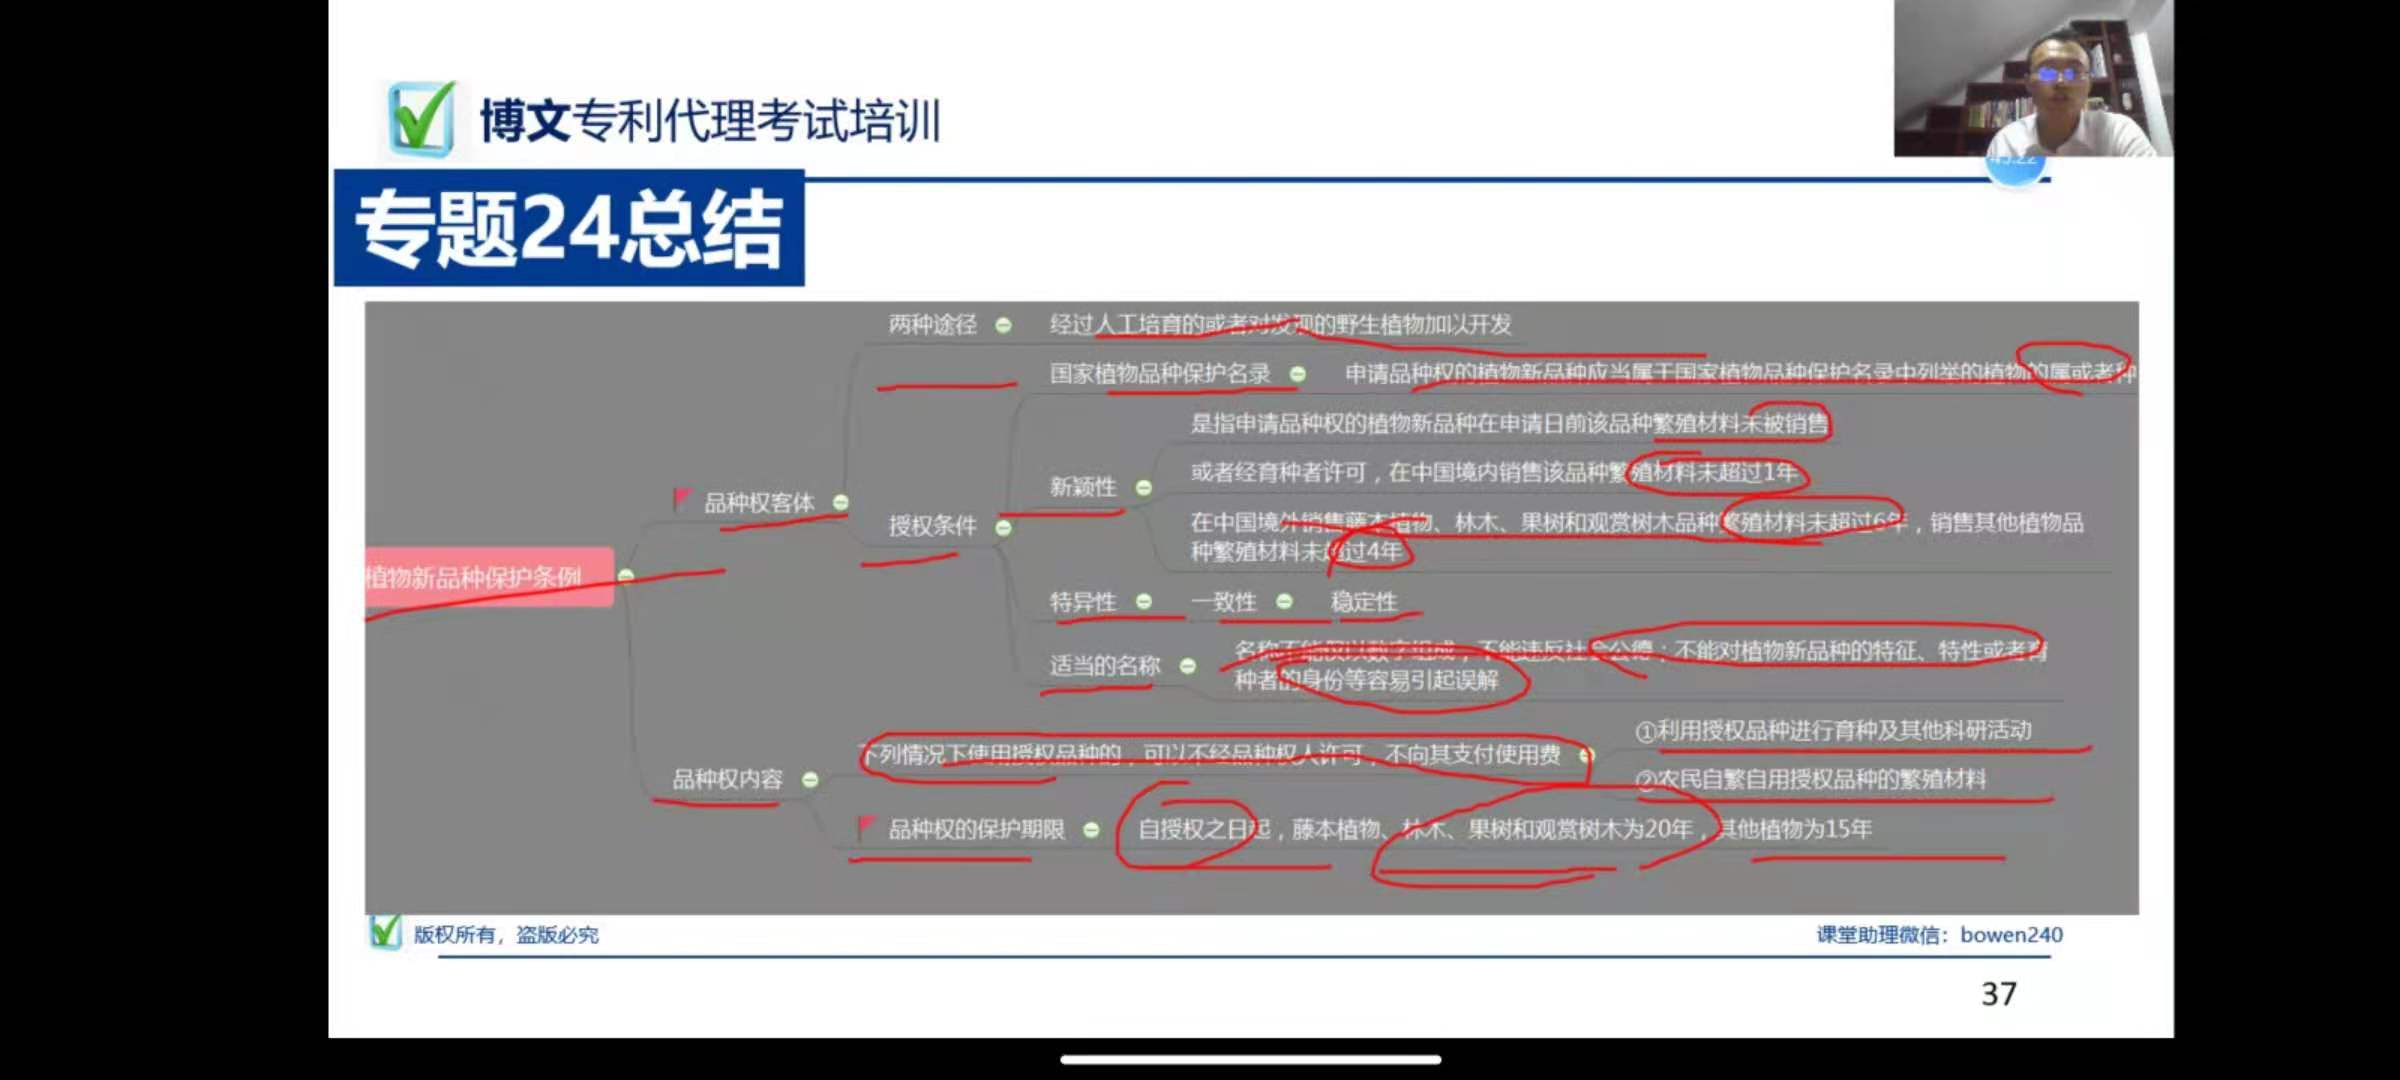 博文专利代理考试培训
45:22
专题24总结
两种途径 经过人工培育的或者对发现的野生植物加以开发
国家植物品种保护名录 申请品种权的植物新品种应当属于国家植物品种保护名录中列举的植物的属或者种
是指申请品种权的植物新品种在申请日前该品种繁殖材料未被销售
新颖性 或者经育种者许可，在中国境内销售该品种繁殖材料未超过1年
品种权客体
授权条件
在中国境外销售藤本植物、林木、果树和观赏树木品种繁殖材料未超过6年，销售其他植物品
种繁殖材料未超过4年
植物新品种保护条例
特异性 一致性 稳定性
适当的名称 名称不能仅以数字组成；不能违反社会公德；不能对植物新品种的特征、特性或者育
种者的身份等容易引起误解
品种权内容
下列情况下使用授权品种的，可以不经品种权人许可，不向其支付使用费
①利用授权品种进行育种及其他科研活动
②农民自繁自用授权品种的繁殖材料
品种权的保护期限 自授权之日起，藤本植物、林木、果树和观赏树木为20年，其他植物为15年
版权所有，盗版必究
课堂助理微信：bowen240
37